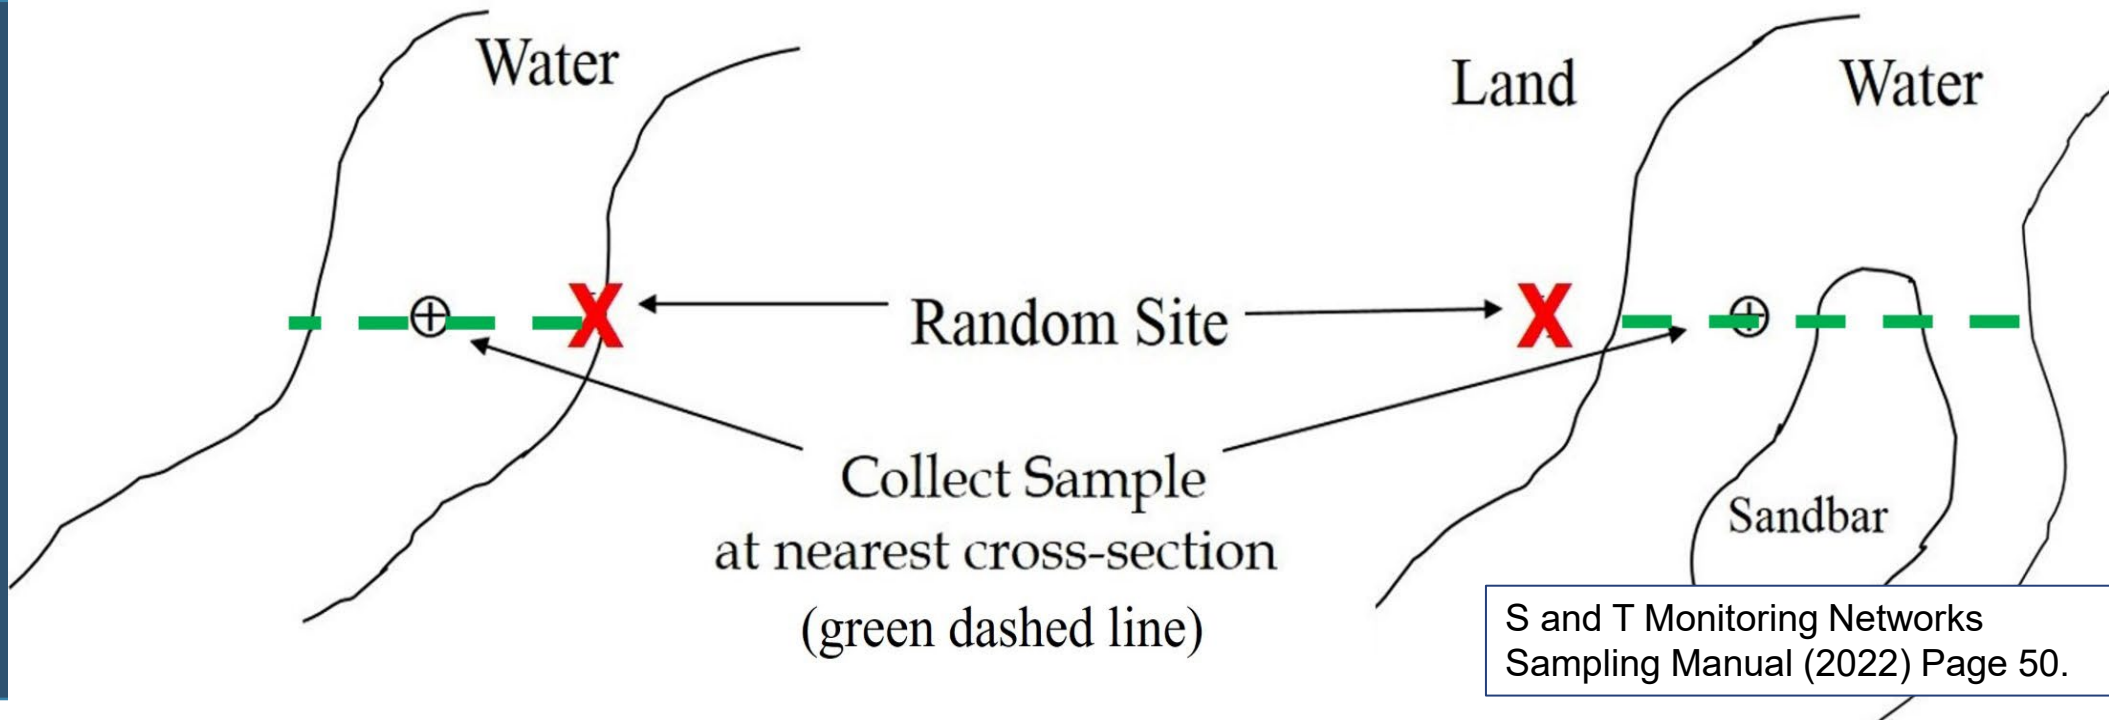 Water
Land
Water
Random Site
Collect Sample
at nearest cross-section
(green dashed line)
Sandbar
S and T Monitoring Networks
Sampling Manual (2022) Page 50.